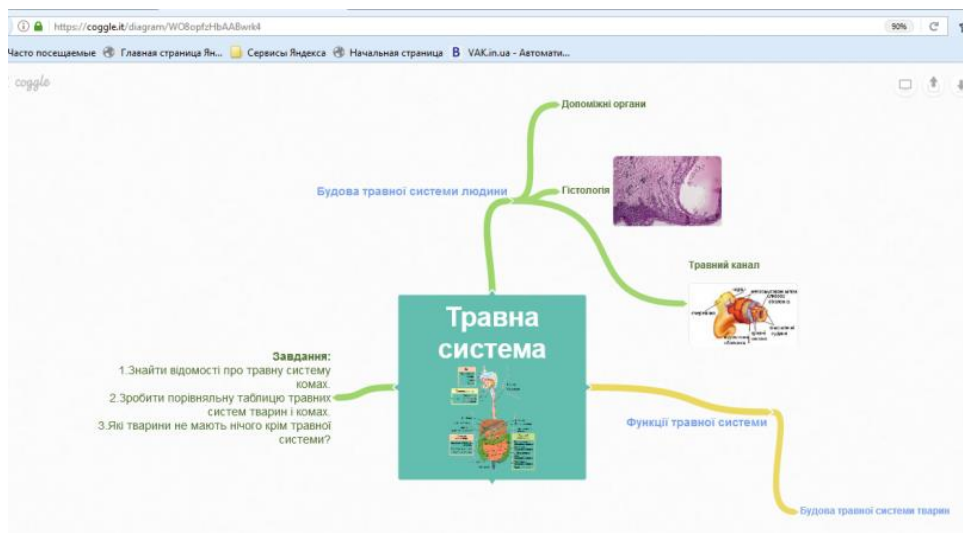 https://coggle.it/diagram/WO8opfzHbAABwrk4
90%
Часто посещаемые Главная страница Ян... Сервисы Яндекса Начальная страница B VAK.in.ua - Автомати...
coggle
Допоміжні органи
Будова травної системи людини
Гістологія
Травний канал
Травна
система
Завдання:
1.Знайти відомості про травну систему
комах.
2.Зробити порівняльну таблицю травних
систем тварин і комах.
3.Які тварини не мають нічого крім травної
системи?
Функції травної системи
Будова травної системи тварин